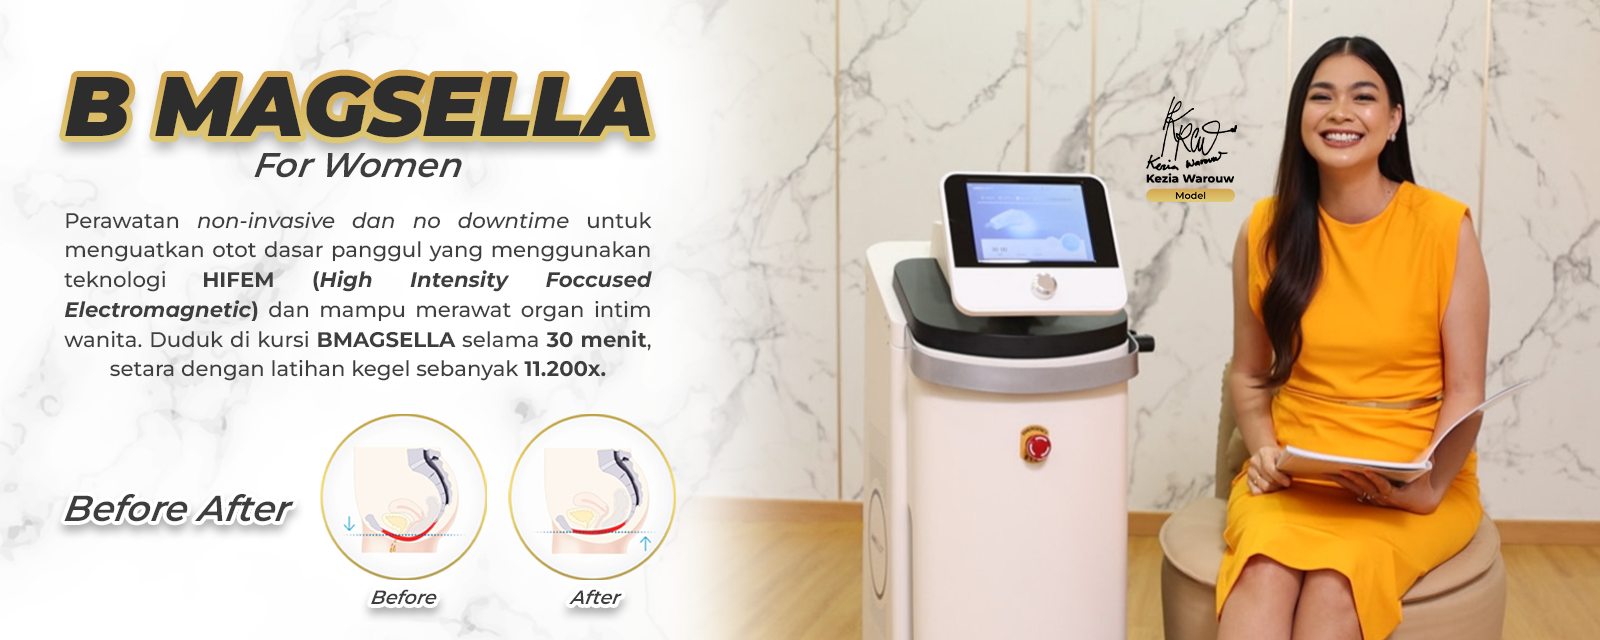 B MAGSELLA
For Women
Perawatan non-invasive dan no downtime untuk
menguatkan otot dasar panggul yang menggunakan
teknologi HIFEM (High Intensity Foccused
Electromagnetic) dan mampu merawat organ intim
wanita. Duduk di kursi BMAGSELLA selama 30 menit,
setara dengan latihan kegel sebanyak 11.200x.
Before After
Before
After
Kezia Warouw
Kezia Warouw
Model